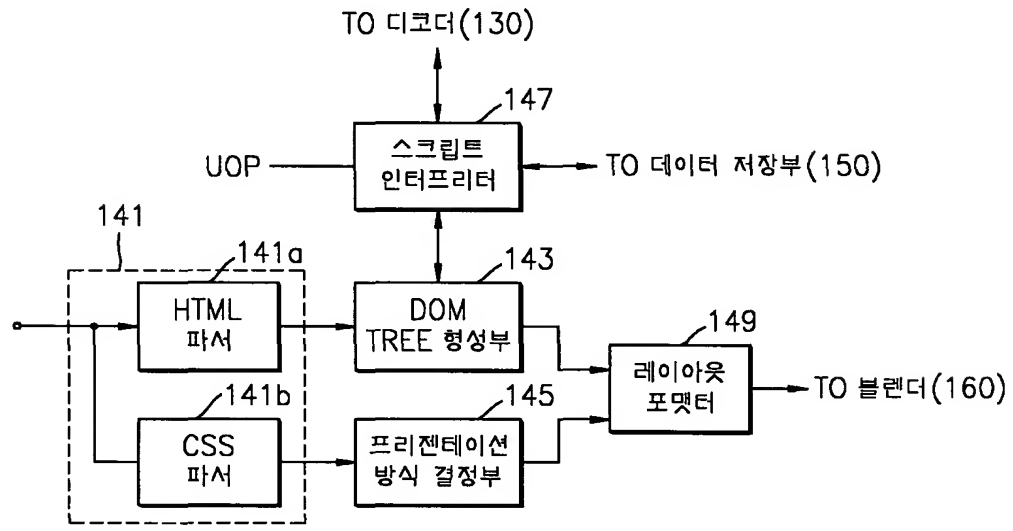 TO 디코더(130)
147
스크립트
인터프리터
UOP
TO 데이터 저장부(150)
141
141a
HTML
파서
143
DOM
TREE 형성부
149
레이아웃
포맷터
TO 블렌더(160)
141b
CSS
파서
145
프리젠테이션
방식 결정부